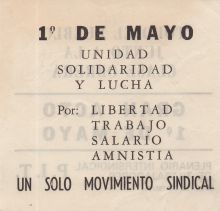 1º DE MAYO
UNIDAD
SOLIDARIDAD
Y LUCHA
Por: LIBERTAD
TRABAJO
SALARIO
AMNISTIA
UN SOLO MOVIMIENTO SINDICAL